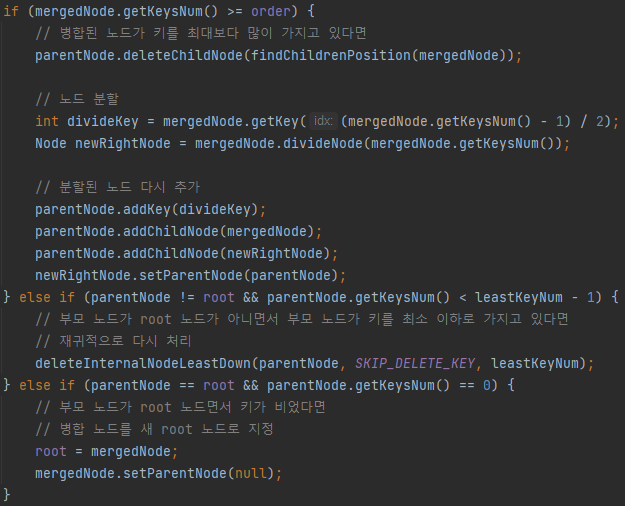 if (mergedNode.getKeysNum() >= order) {
// 병합된 노드가 키를 최대보다 많이 가지고 있다면
parentNode.deleteChildNode(findChildrenPosition(mergedNode));
// 노드 분할
int divideKey = mergedNode.getKey( idx: (mergedNode.getKeysNum() - 1) / 2);
Node newRightNode = mergedNode.divideNode(mergedNode.getKeysNum());
// 분할된 노드 다시 추가
parentNode.addKey(divideKey);
parentNode.addChildNode(mergedNode);
parentNode.addChildNode(newRightNode);
newRightNode.setParentNode(parentNode);
} else if (parentNode != root && parentNode.getKeysNum() < leastKeyNum - 1) {
// 부모 노드가 root 노드가 아니면서 부모 노드가 키를 최소 이하로 가지고 있다면
// 재귀적으로 다시 처리
deleteInternalNodeLeastDown(parentNode, SKIP_DELETE_KEY, leastKeyNum);
} else if (parentNode == root && parentNode.getKeysNum() == 0) {
// 부모 노드가 root 노드면서 키가 비었다면
// 병합 노드를 새 root 노드로 지정
root = mergedNode;
mergedNode.setParentNode(null);
}